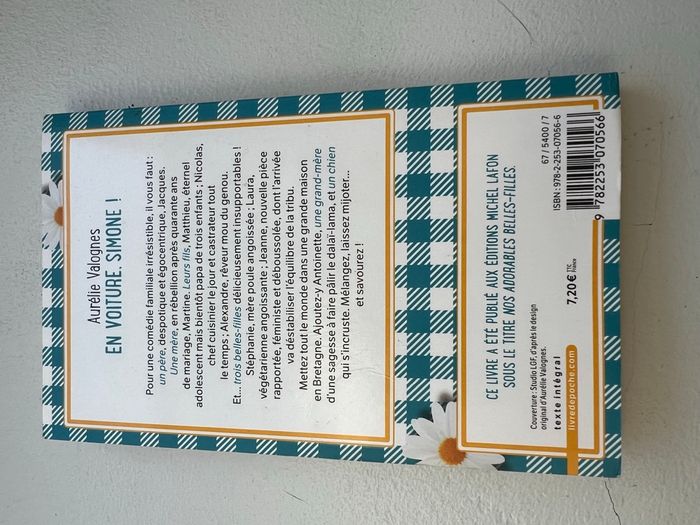 Aurélie Valognes
EN VOITURE, SIMONE !
Pour une comédie familiale irrésistible, il vous faut :
un père, despotique et égocentrique, Jacques.
Une mère, en rébellion après quarante ans
de mariage, Martine. Leurs fils, Matthieu, éternel
adolescent mais bientôt papa de trois enfants ; Nicolas,
chef cuisinier le jour et castrateur tout
le temps ; Alexandre, rêveur mou du genou.
Et... trois belles-filles délicieusement insupportables !
Stéphanie, mère poule angoissée ; Laura,
végétarienne angoissante ; Jeanne, nouvelle pièce
rapportée, féministe et déboussolée, dont l'arrivée
va déstabiliser l'équilibre de la tribu.
Mettez tout le monde dans une grande maison
en Bretagne. Ajoutez-y Antoinette, une grand-mère
d'une sagesse à faire pâlir le dalaï-lama, et un chien
qui s'incruste. Mélangez, laissez mijoter...
et savourez !
CE LIVRE A ÉTÉ PUBLIÉ AUX ÉDITIONS MICHEL LAFON
SOUS LE TITRE NOS ADORABLES BELLES-FILLES.
Couverture : Studio LGF, d'après le design
original d'Aurélie Valognes.
texte intégral
livredepoche.com
7,20€ TTC
France
67 / 5400 / 7
ISBN : 978-2-253-07056-6
9 782253 070566